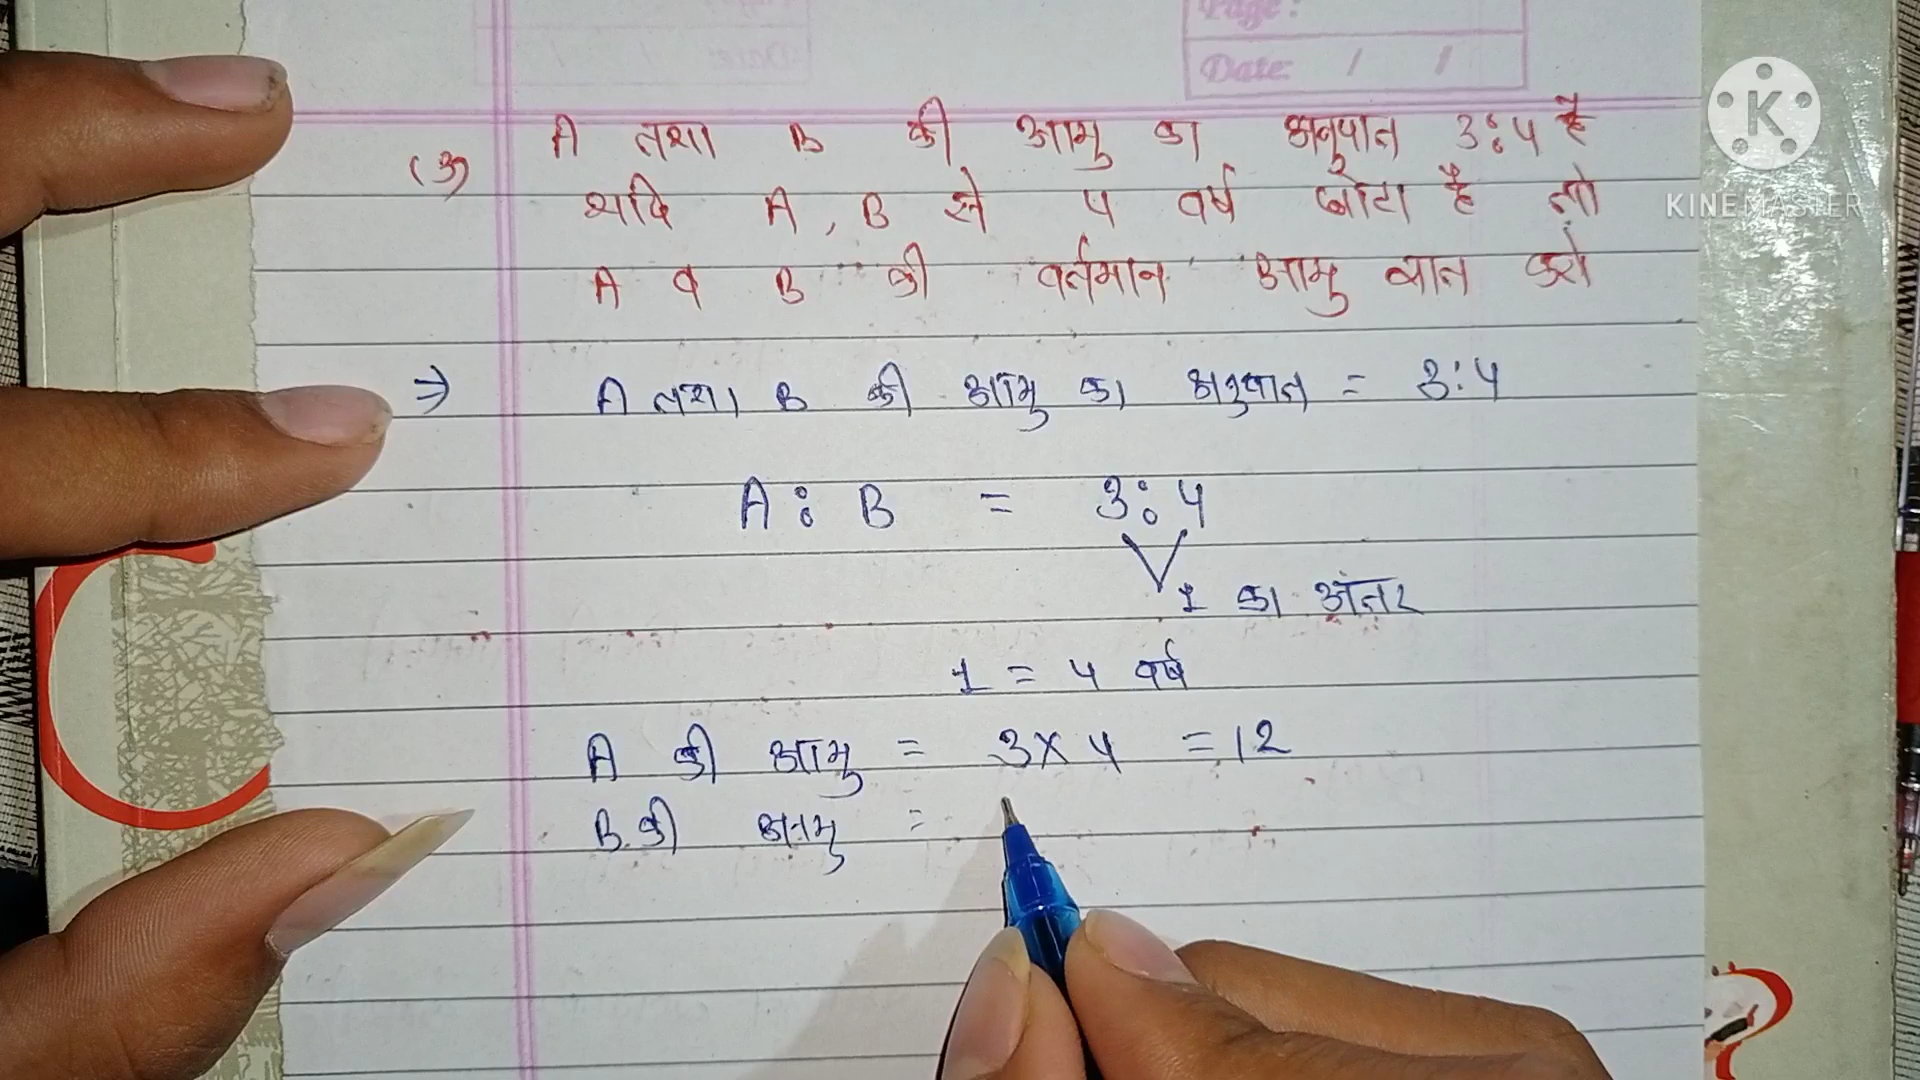 Page:
Date: / /
K
KINEMASTER
(3) A तथा B की आयु का अनुपात 3:4 है
यदि A, B से 4 वर्ष छोटा है तो
A व B की वर्तमान आयु ज्ञात करो
⇒ A तथा B की आयु का अनुपात = 3:4
A : B = 3:4
1 का अंतर
1 = 4 वर्ष
A की आयु = 3×4 = 12
B. की आयु =